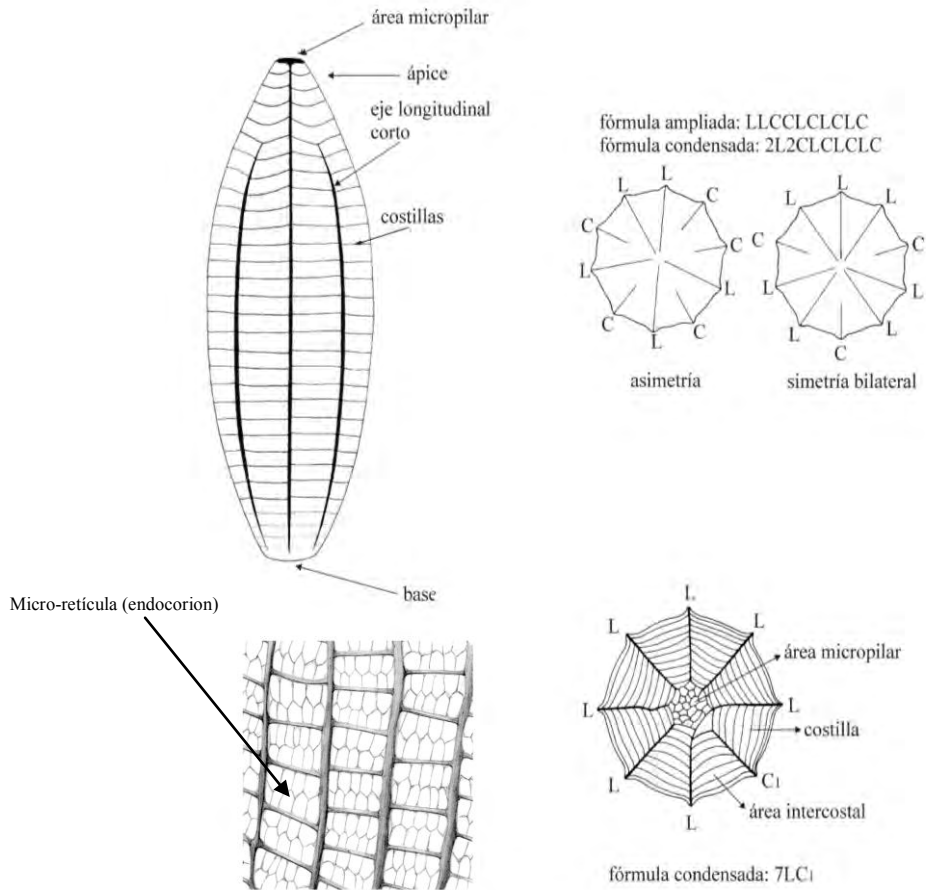 área micropilar
ápice
eje longitudinal
corto
costillas
base
fórmula ampliada: LLCCLCLCLC
fórmula condensada: 2L2CLCLCLC
L
L
C
C
C
L
L
C
L
C
asimetría
L
L
L
C
C
L
L
L
C
L
simetría bilateral
Micro-retícula (endocorion)
L
L
L
área micropilar
L
L
costilla
L
C1
L
área intercostal
fórmula condensada: 7LC1